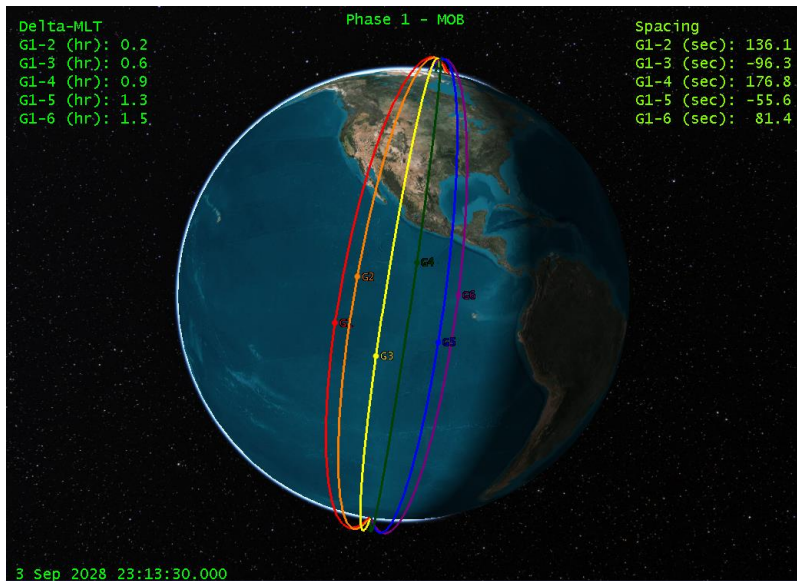 Phase 1 - MOB
Delta-MLT
G1-2 (hr): 0.2
G1-3 (hr): 0.6
G1-4 (hr): 0.9
G1-5 (hr): 1.3
G1-6 (hr): 1.5
Spacing
G1-2 (sec): 136.1
G1-3 (sec): -96.3
G1-4 (sec): 176.8
G1-5 (sec): -55.6
G1-6 (sec): 81.4
G4
G2
G6
G1
G5
G3
3 Sep 2028 23:13:30.000